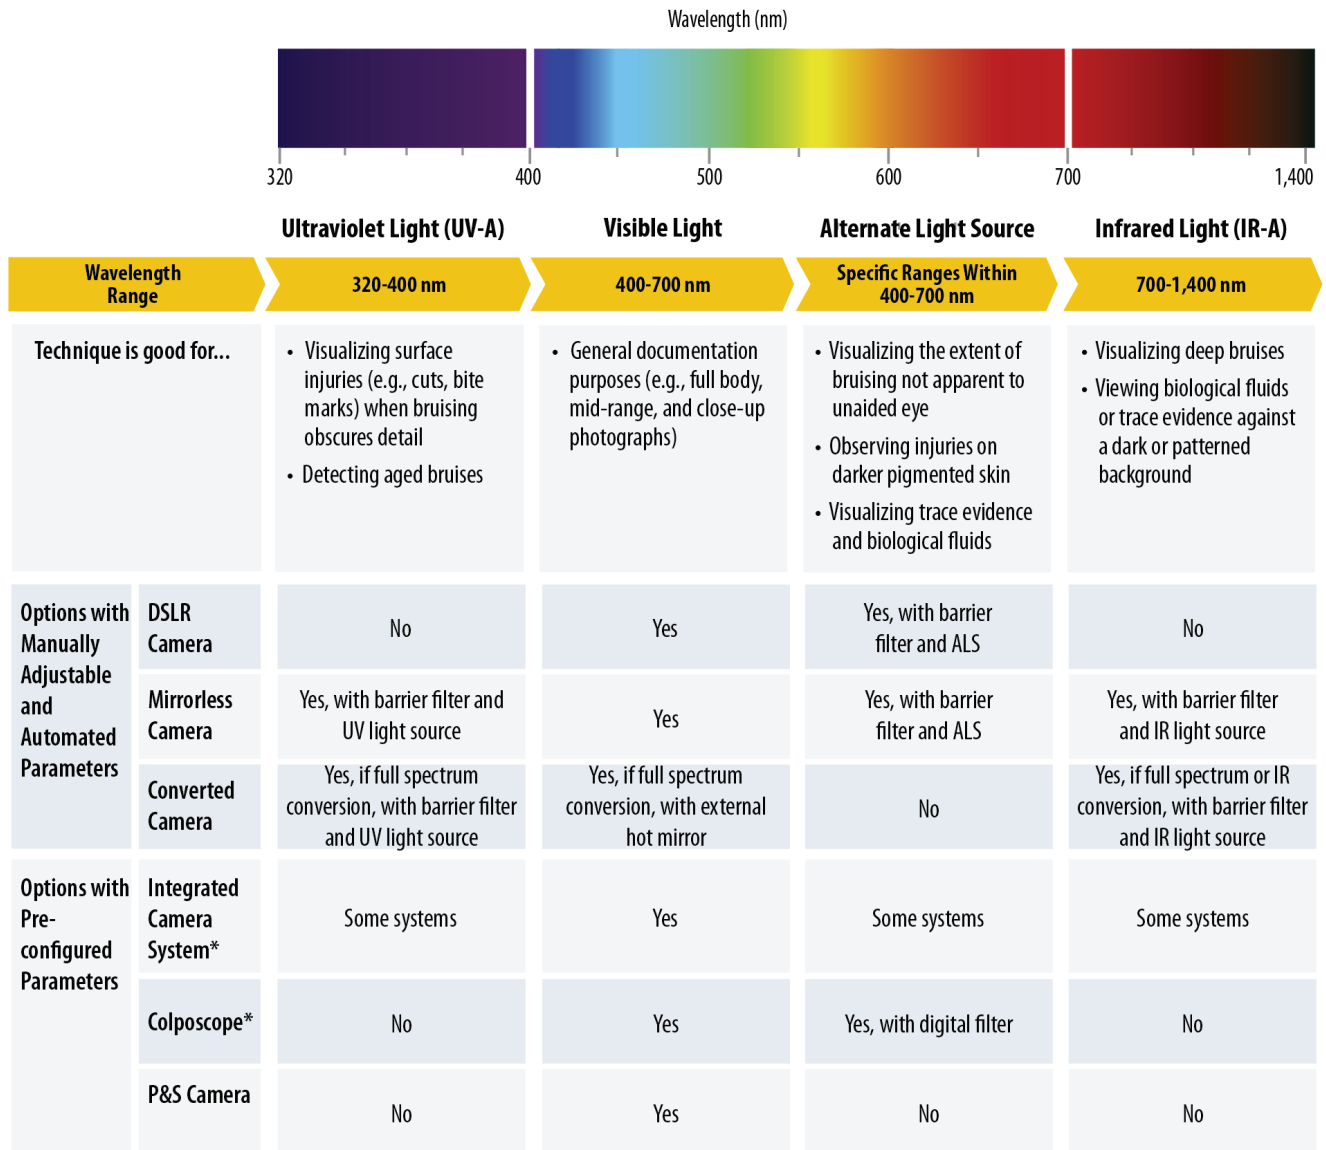 Wavelength (nm)
320
400
500
600
700
1,400
Ultraviolet Light (UV-A)
Visible Light
Alternate Light Source
Infrared Light (IR-A)
Wavelength
Range
320-400 nm
400-700 nm
Specific Ranges Within
400-700 nm
700-1,400 nm
Technique is good for...
• Visualizing surface
injuries (e.g., cuts, bite
marks) when bruising
obscures detail
• Detecting aged bruises
• General documentation
purposes (e.g., full body,
mid-range, and close-up
photographs)
• Visualizing the extent of
bruising not apparent to
unaided eye
• Observing injuries on
darker pigmented skin
• Visualizing trace evidence
and biological fluids
• Visualizing deep bruises
• Viewing biological fluids
or trace evidence against
a dark or patterned
background
Options with
Manually
Adjustable
and
Automated
Parameters
DSLR
Camera
No
Yes
Yes, with barrier
filter and ALS
No
Mirrorless
Camera
Yes, with barrier filter and
UV light source
Yes
Yes, with barrier
filter and ALS
Yes, with barrier filter
and IR light source
Converted
Camera
Yes, if full spectrum
conversion, with barrier filter
and UV light source
Yes, if full spectrum
conversion, with external
hot mirror
No
Yes, if full spectrum or IR
conversion, with barrier filter
and IR light source
Options with
Pre-
configured
Parameters
Integrated
Camera
System*
Some systems
Yes
Some systems
Some systems
Colposcope*
No
Yes
Yes, with digital filter
No
P&S Camera
No
Yes
No
No